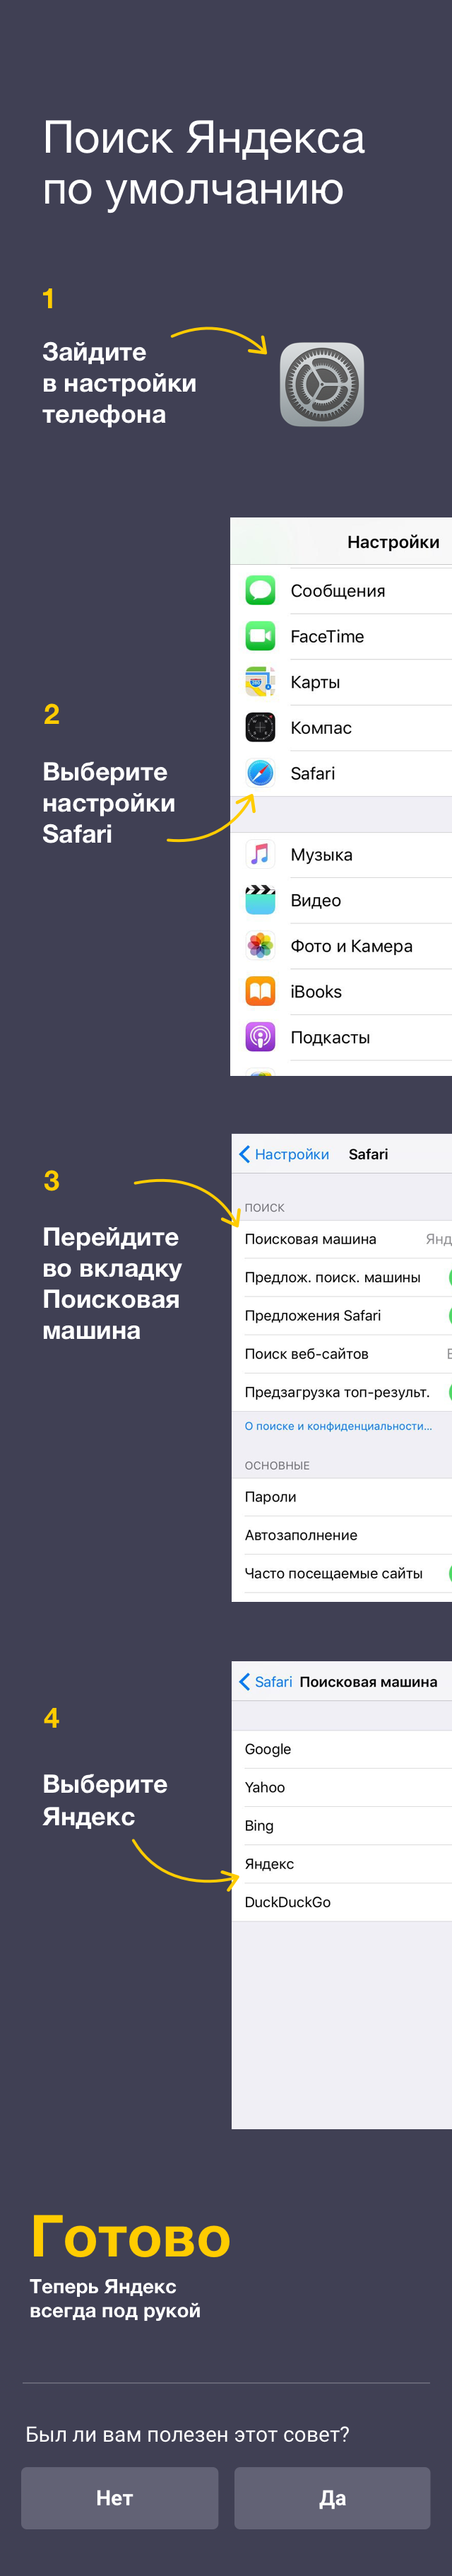 Поиск Яндекса
по умолчанию
1
Зайдите
в настройки
телефона
Настройки
Сообщения
FaceTime
Карты
Компас
Safari
2
Выберите
настройки
Safari
Музыка
Видео
Фото и Камера
iBooks
Подкасты
Настройки Safari
3
Перейдите
во вкладку
Поисковая
машина
ПОИСК
Поисковая машина Янд
Предлож. поиск. машины
Предложения Safari
Поиск веб-сайтов
Предзагрузка топ-результ.
О поиске и конфиденциальности...
ОСНОВНЫЕ
Пароли
Автозаполнение
Часто посещаемые сайты
Safari Поисковая машина
4
Выберите
Яндекс
Google
Yahoo
Bing
Яндекс
DuckDuckGo
Готово
Теперь Яндекс
всегда под рукой
Был ли вам полезен этот совет?
Нет Да